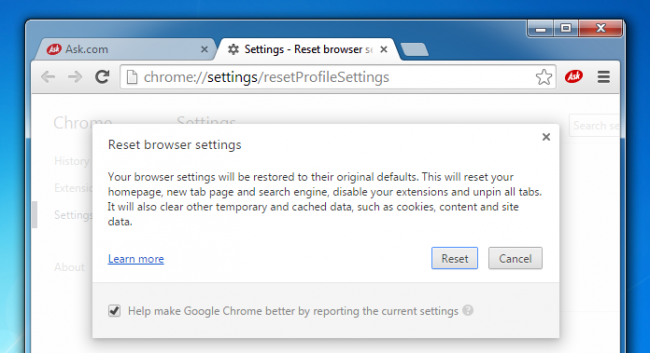 Ask Ask.com
Settings - Reset browser se
chrome://settings/resetProfileSettings
Ask
Chrome
Settings
Search se
History
Extension
Settings
About
Reset browser settings
Your browser settings will be restored to their original defaults. This will reset your
homepage, new tab page and search engine, disable your extensions and unpin all tabs.
It will also clear other temporary and cached data, such as cookies, content and site
data.
Learn more
Reset
Cancel
Help make Google Chrome better by reporting the current settings